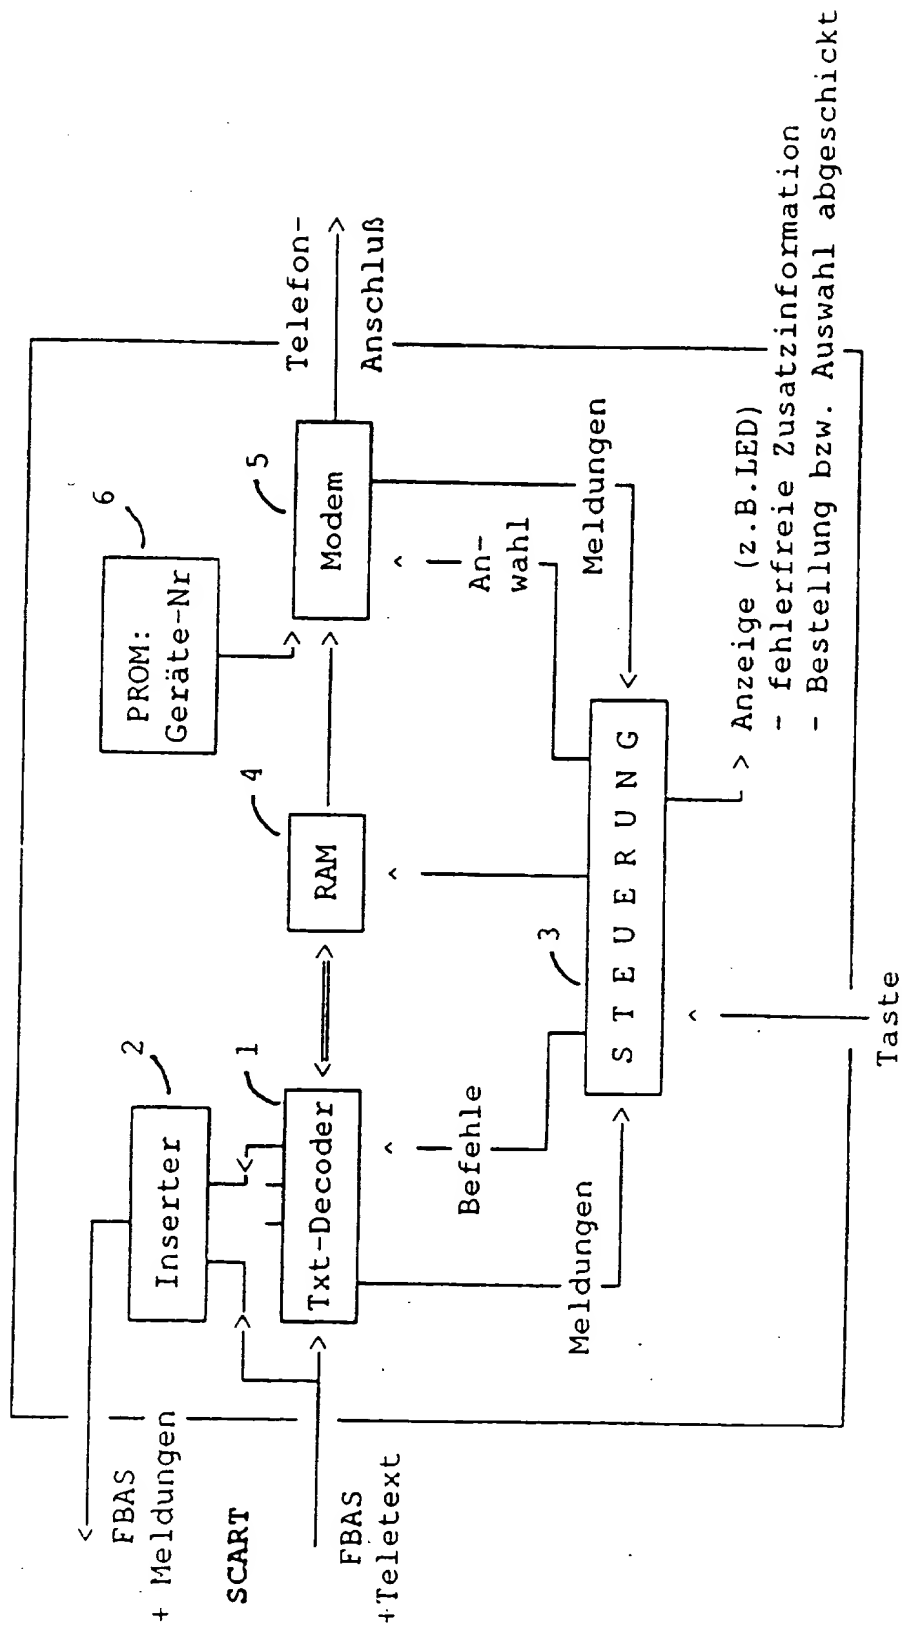 FBAS
+ Meldungen
SCART
FBAS
+Teletext
Inserter
2
Txt-Decoder
1
RAM
4
PROM:
Geräte-Nr
6
Modem
5
Telefon-
Anschluß
Meldungen
Befehle
An-
wahl
Meldungen
STEUERUNG
3
Taste
Anzeige (z.B.LED)
- fehlerfreie Zusatzinformation
- Bestellung bzw. Auswahl abgeschickt